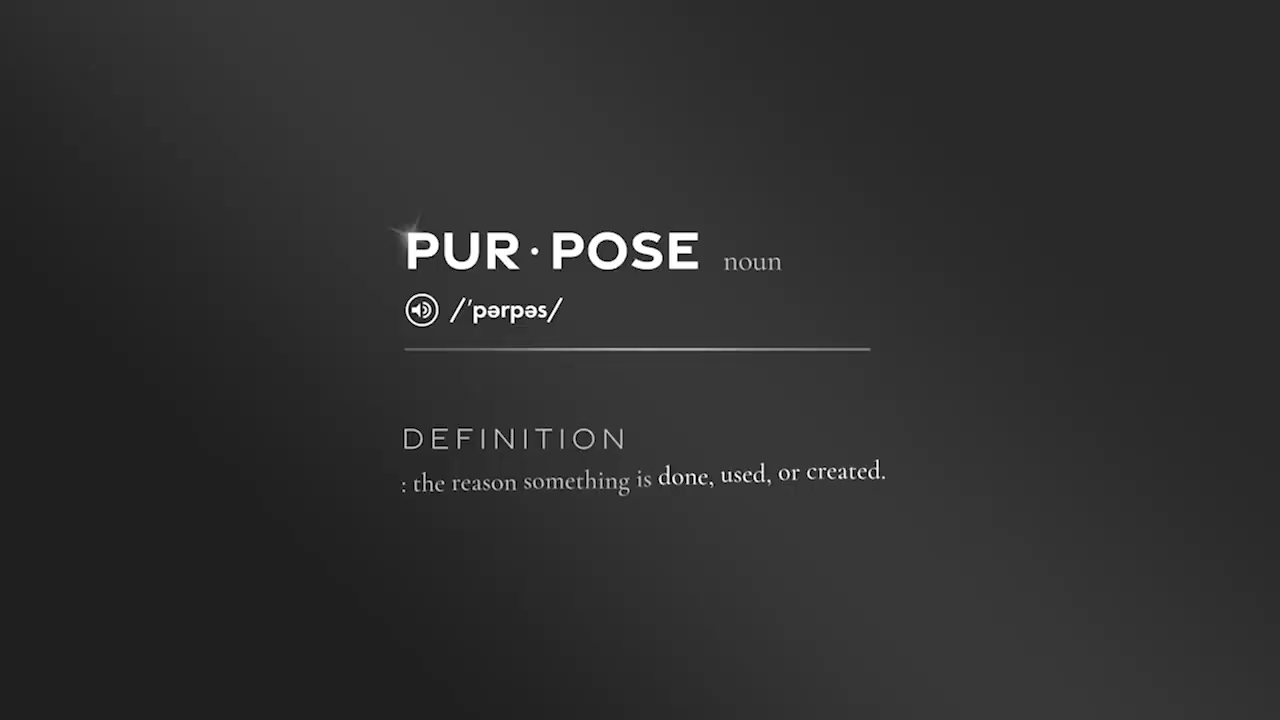 PUR·POSE noun
/ˈpərpəs/
DEFINITION
: the reason something is done, used, or created.